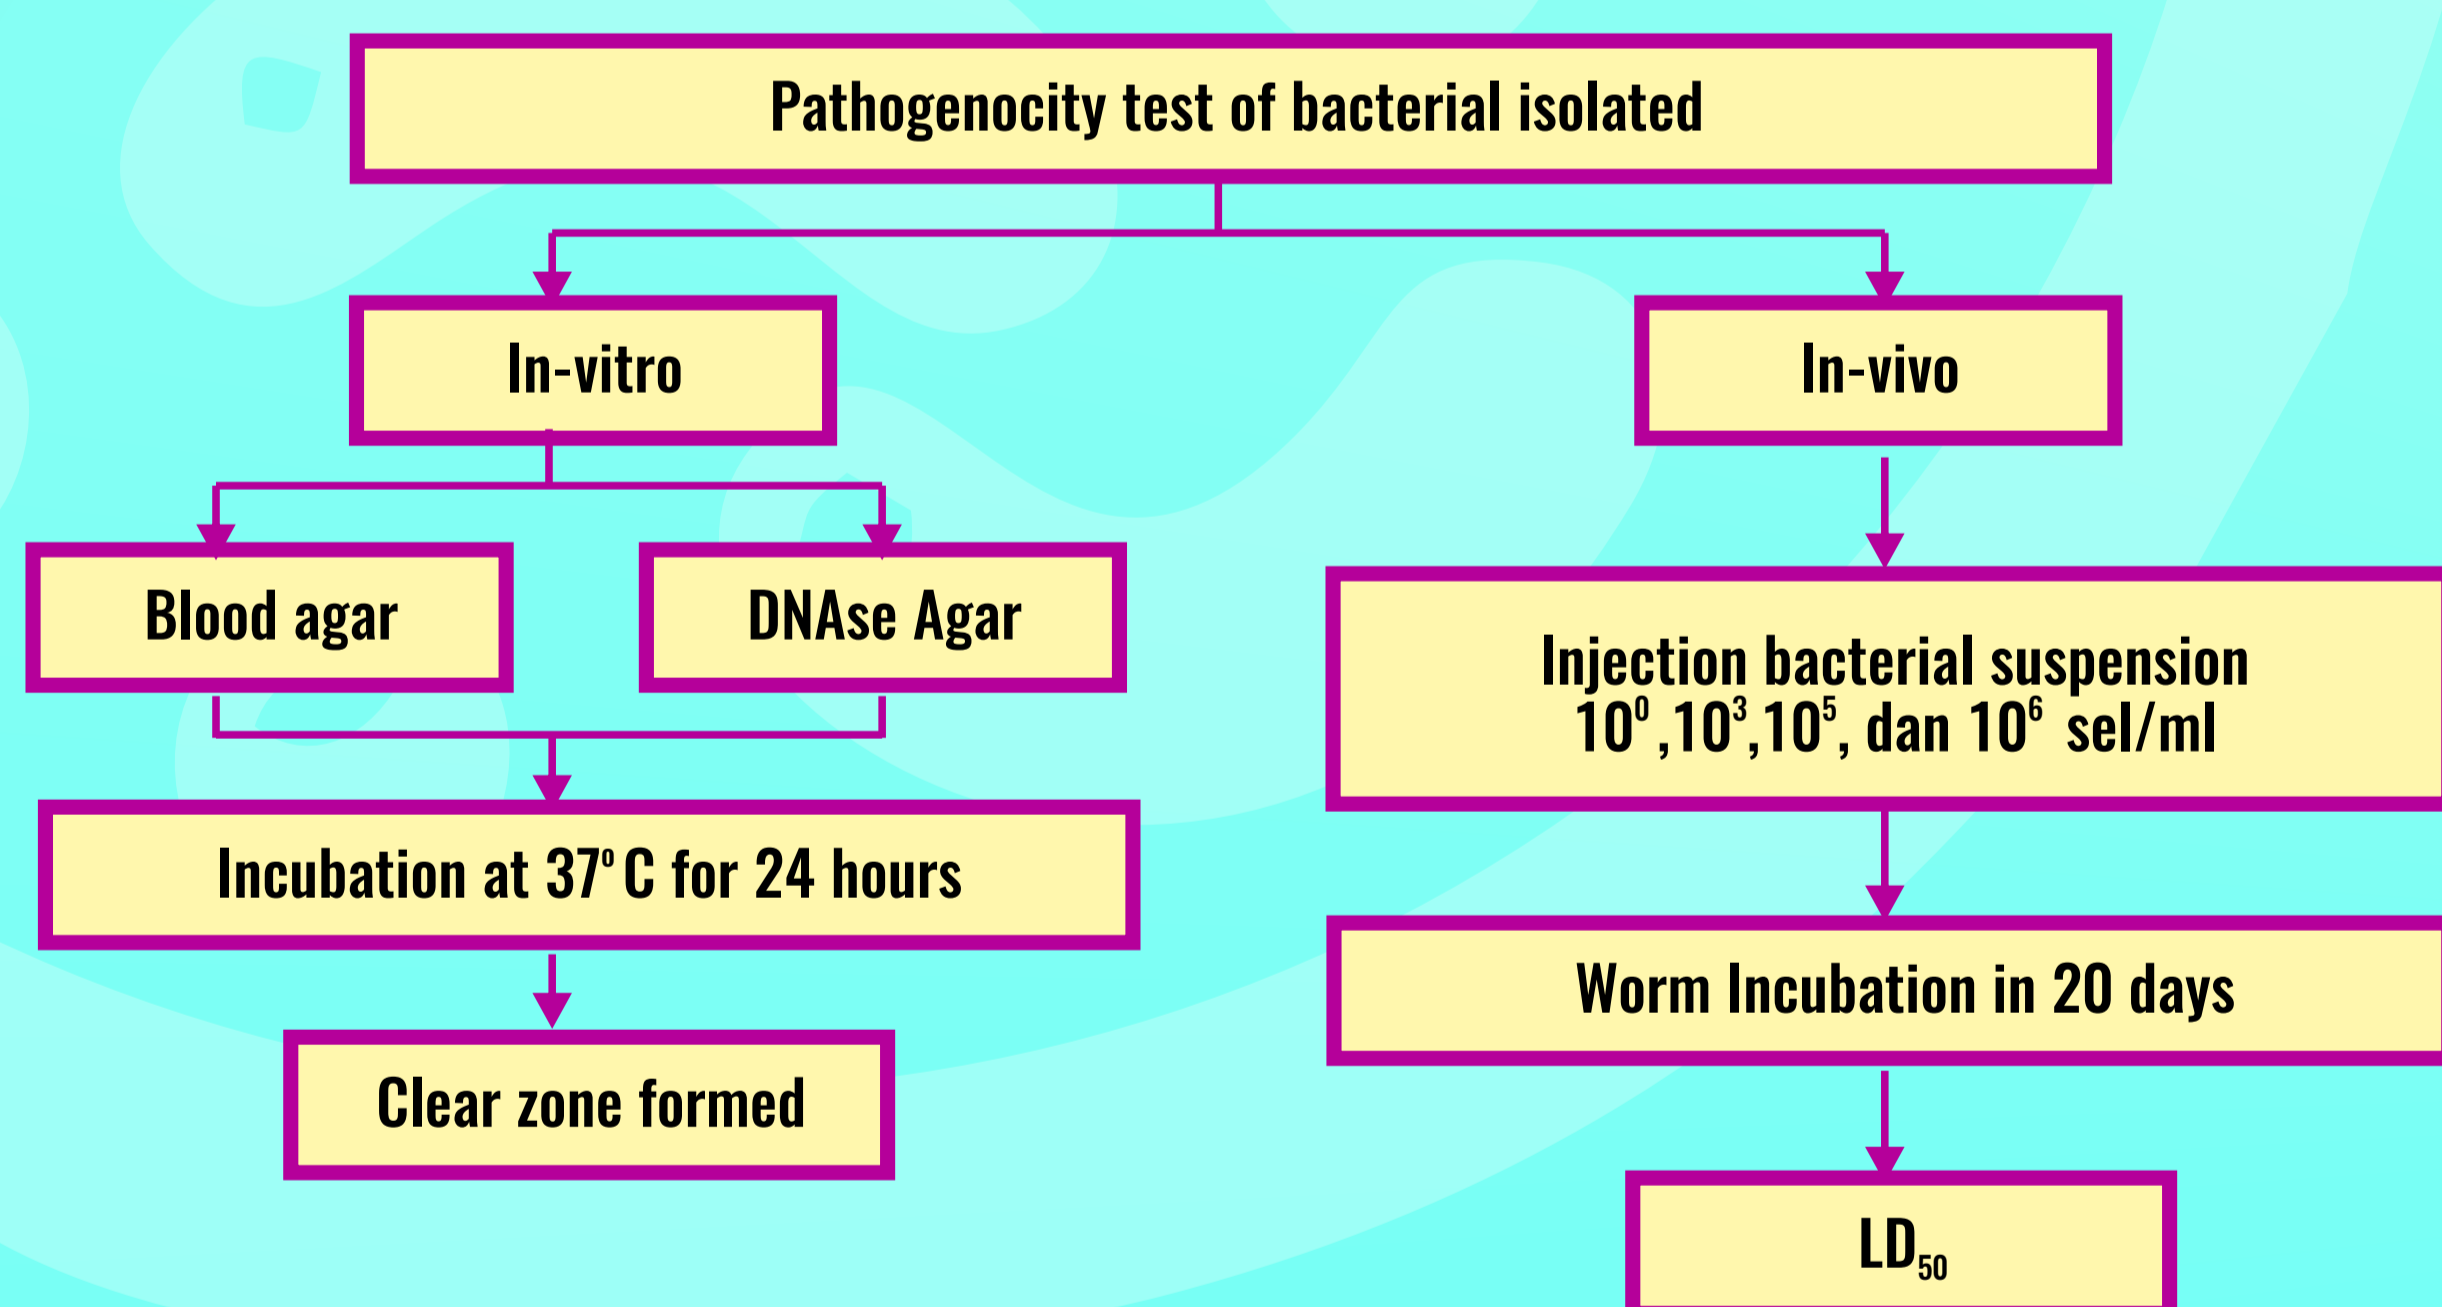 Pathogenocity test of bacterial isolated
In-vitro
In-vivo
Blood agar
DNAse Agar
Injection bacterial suspension
10⁰,10³,10⁵, dan 10⁶ sel/ml
Incubation at 37⁰ C for 24 hours
Worm Incubation in 20 days
Clear zone formed
LD₅₀